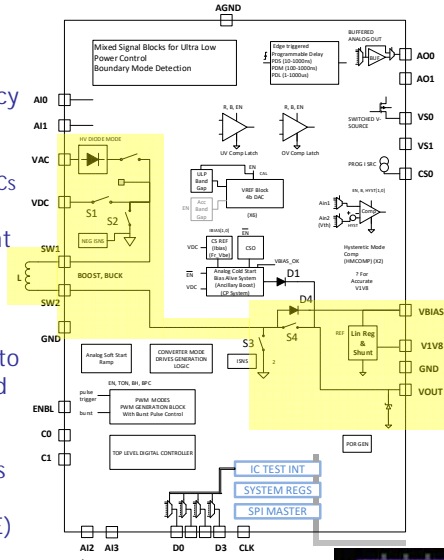 AGND
Mixed Signal Blocks for Ultra Low
Power Control
Boundary Mode Detection
Edge triggered
Programmable Delay
PDS (10-1000ns)
PDM (100-1000ns)
PDL (1-1000us)
BUFFERED
ANALOG OUT
BUF
AO0
AO1
cy
AI0
AI1
R, B, EN
UV Comp Latch
R, B, EN
OV Comp Latch
SWITCHED V-
SOURCE
VS0
VS1
HV DIODE MODE
VAC
cs
VDC
S1
S2
NEG ISNS
nt
ULP
Band
Gap
EN
Acc
Band
Gap
EN
CAL
VREF Block
4b DAC
(X6)
PROG I SRC
CS0
EN, B, HYST[1,0]
Ain1
Ain2
(Vth)
Comp
HYST
Hysteretic Mode
Comp
(HMCOMP) (X2)
? For
Accurate
V1V8
IBIAS[1,0]
VDC
CS REF
(Ibias)
(Fr_Vbe)
CSO
VBIAS_OK
EN
VDC
EN
Analog Cold Start
Bias Alive System
(Ancillary Boost)
(CP System)
D1
SW1
L
BOOST, BUCK
SW2
GND
D4
S4
S3
ISNS
2
REF
Lin Reg
&
Shunt
VBIAS
V1V8
GND
VOUT
to
d
Analog Soft Start
Ramp
CONVERTER MODE
DRIVES GENERATION
LOGIC
ENBL
C0
C1
pulse
trigger
burst
EN, TON, BH, BPC
PWM MODES
PWM GENERATION BLOCK
With Burst Pulse Control
s
E)
TOP LEVEL DIGITAL CONTROLLER
POR GEN
IC TEST INT
SYSTEM REGS
SPI MASTER
AI2
AI3
D0
D3
CLK